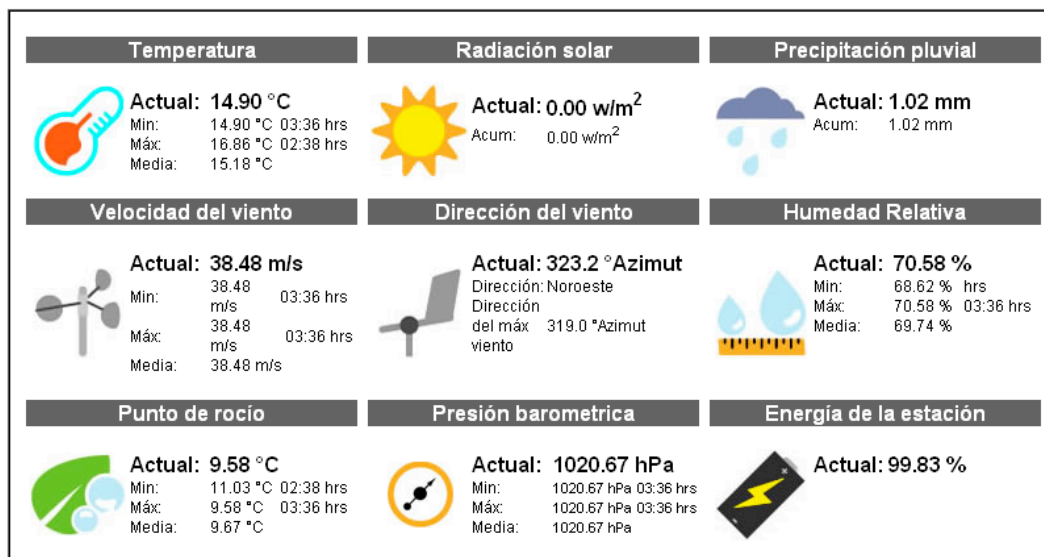 Temperatura
Actual: 14.90 °C
Min: 14.90 °C 03:36 hrs
Máx: 16.86 °C 02:38 hrs
Media: 15.18 °C
Radiación solar
Actual: 0.00 w/m²
Acum: 0.00 w/m²
Precipitación pluvial
Actual: 1.02 mm
Acum: 1.02 mm
Velocidad del viento
Actual: 38.48 m/s
Min: 38.48 m/s 03:36 hrs
Máx: 38.48 m/s 03:36 hrs
Media: 38.48 m/s
Dirección del viento
Actual: 323.2 °Azimut
Dirección: Noroeste
Dirección
del máx 319.0 °Azimut
viento
Humedad Relativa
Actual: 70.58 %
Min: 68.62 % hrs
Máx: 70.58 % 03:36 hrs
Media: 69.74 %
Punto de rocío
Actual: 9.58 °C
Min: 11.03 °C 02:38 hrs
Máx: 9.58 °C 03:36 hrs
Media: 9.67 °C
Presión barometrica
Actual: 1020.67 hPa
Min: 1020.67 hPa 03:36 hrs
Máx: 1020.67 hPa 03:36 hrs
Media: 1020.67 hPa
Energía de la estación
Actual: 99.83 %